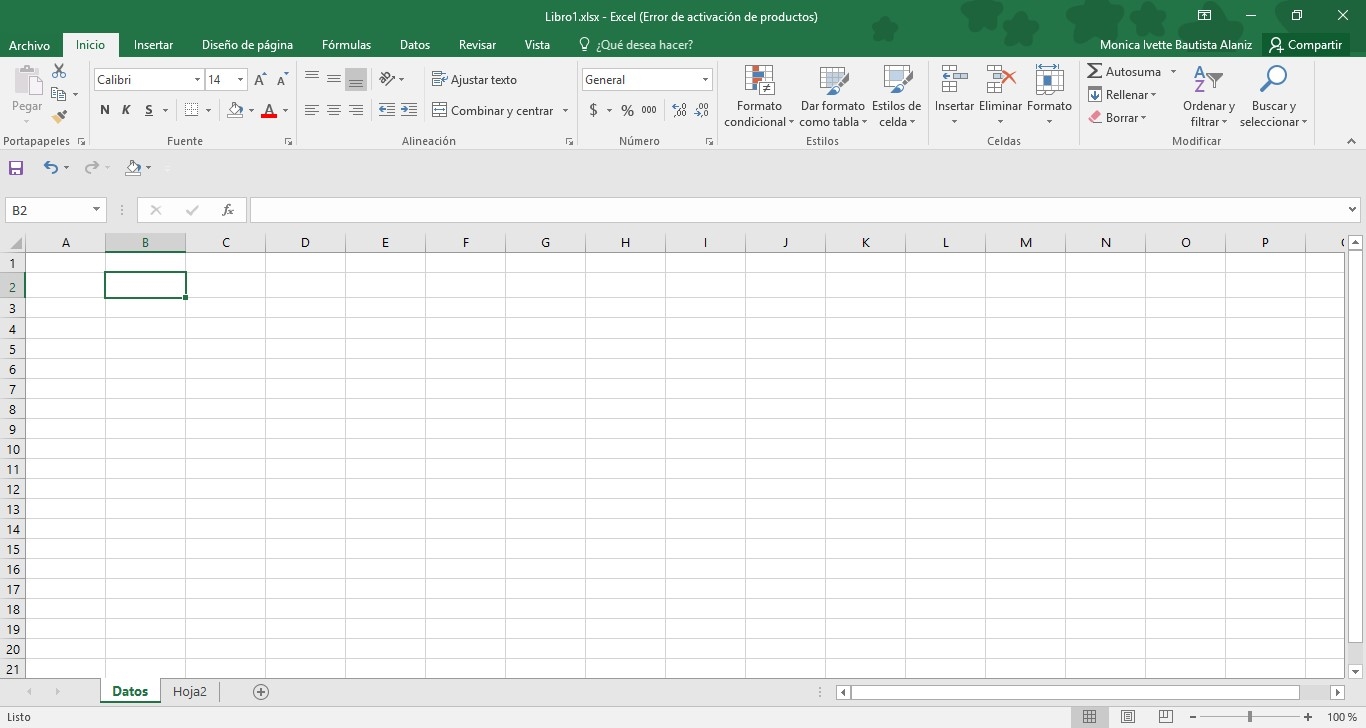 Libro1.xlsx - Excel (Error de activación de productos)
Archivo Inicio Insertar Diseño de página Fórmulas Datos Revisar Vista ¿Qué desea hacer? Monica Ivette Bautista Alaniz Compartir
Pegar
Portapapeles
Calibri 14 A A
N K S A
Fuente
Ajustar texto
Combinar y centrar
Alineación
General
$ % 000 ,00 ,00
Número
Formato condicional
Dar formato como tabla
Estilos de celda
Estilos
Insertar Eliminar Formato
Celdas
Autosuma
Rellenar
Borrar
Ordenar y filtrar
Buscar y seleccionar
Modificar
B2 fx
A B C D E F G H I J K L M N O P
1
2
3
4
5
6
7
8
9
10
11
12
13
14
15
16
17
18
19
20
21
Datos Hoja2
Listo 100 %